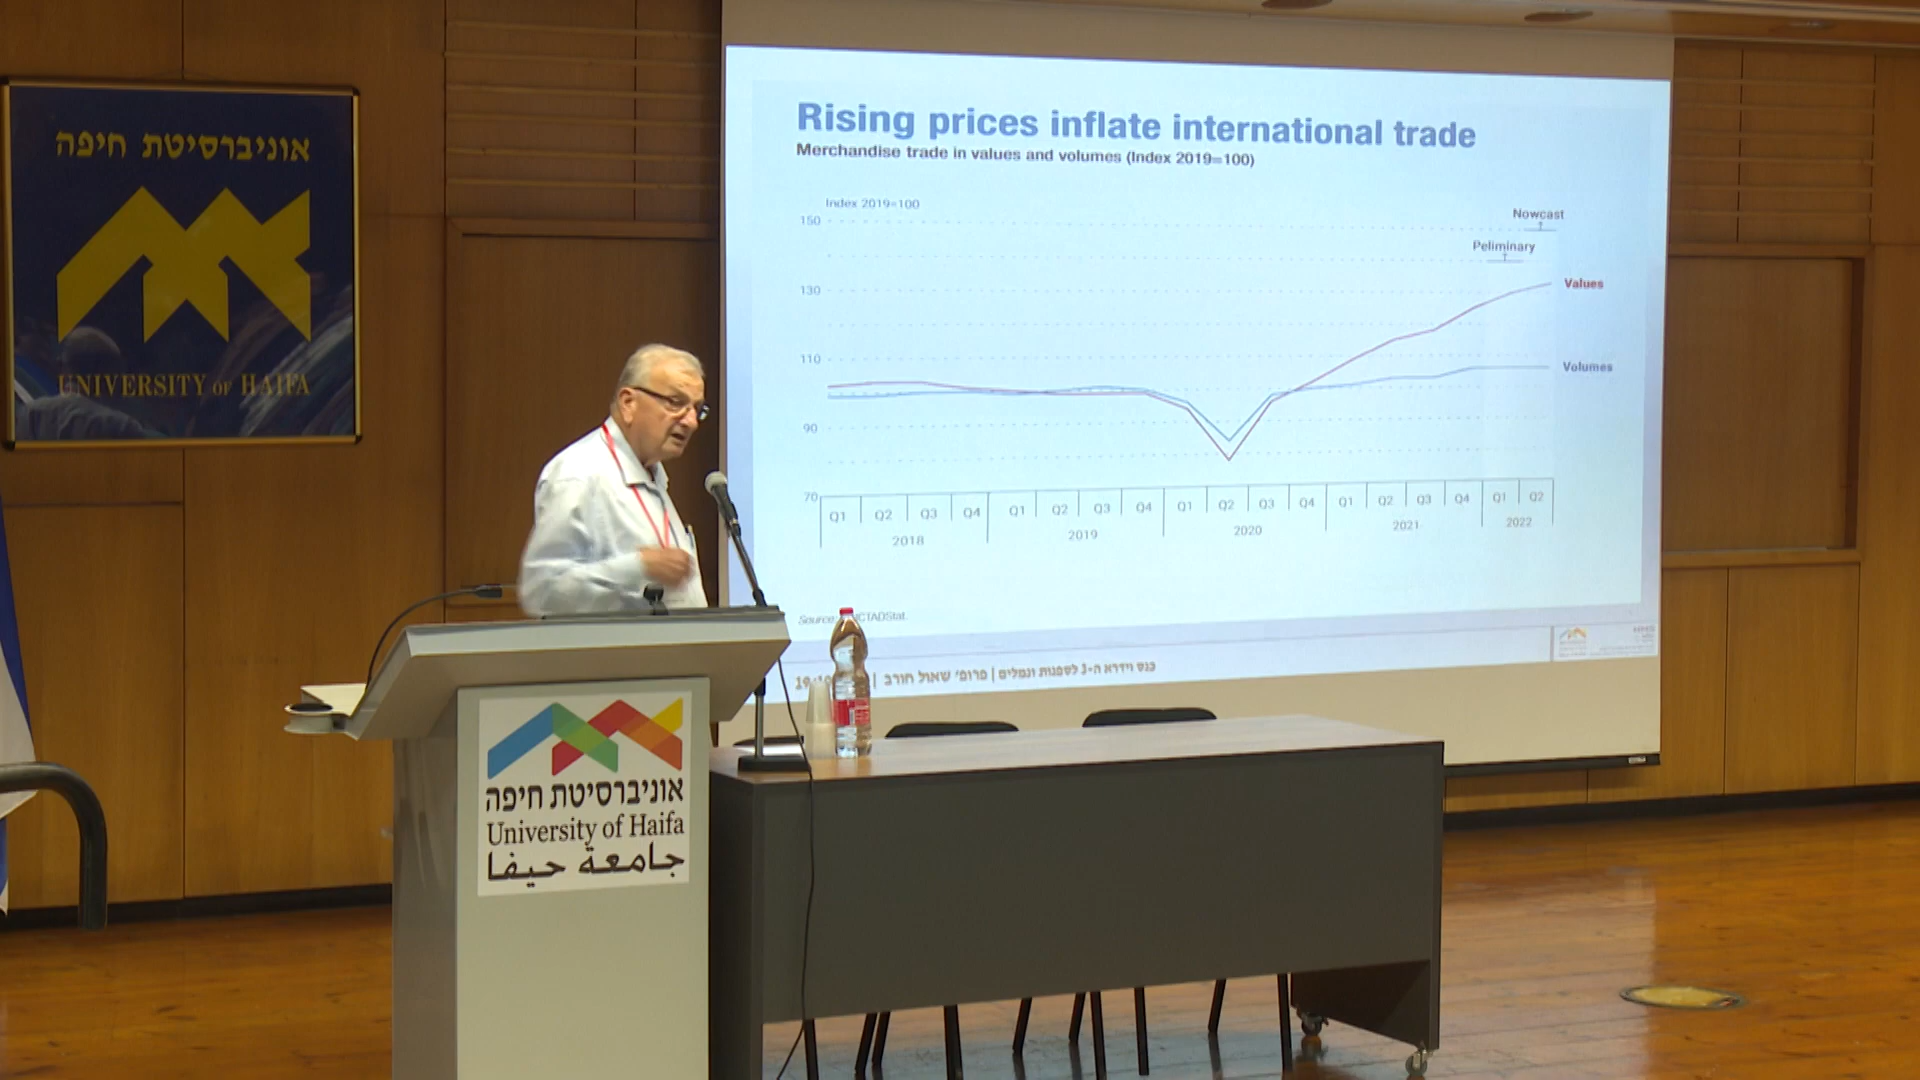 אוניברסיטת חיפה
UNIVERSITY OF HAIFA
Rising prices inflate international trade
Merchandise trade in values and volumes (Index 2019=100)
Index 2019=100
150
130
110
90
70
Nowcast
Peliminary
Values
Volumes
Q1 Q2 Q3 Q4 Q1 Q2 Q3 Q4 Q1 Q2 Q3 Q4 Q1 Q2 Q3 Q4 Q1 Q2
2018 2019 2020 2021 2022
Source: CTADStat
כנס וידרא ה-3 לספנות ונמלים | פרופ' שאול חורב |
אוניברסיטת חיפה
University of Haifa
جامعة حيفا